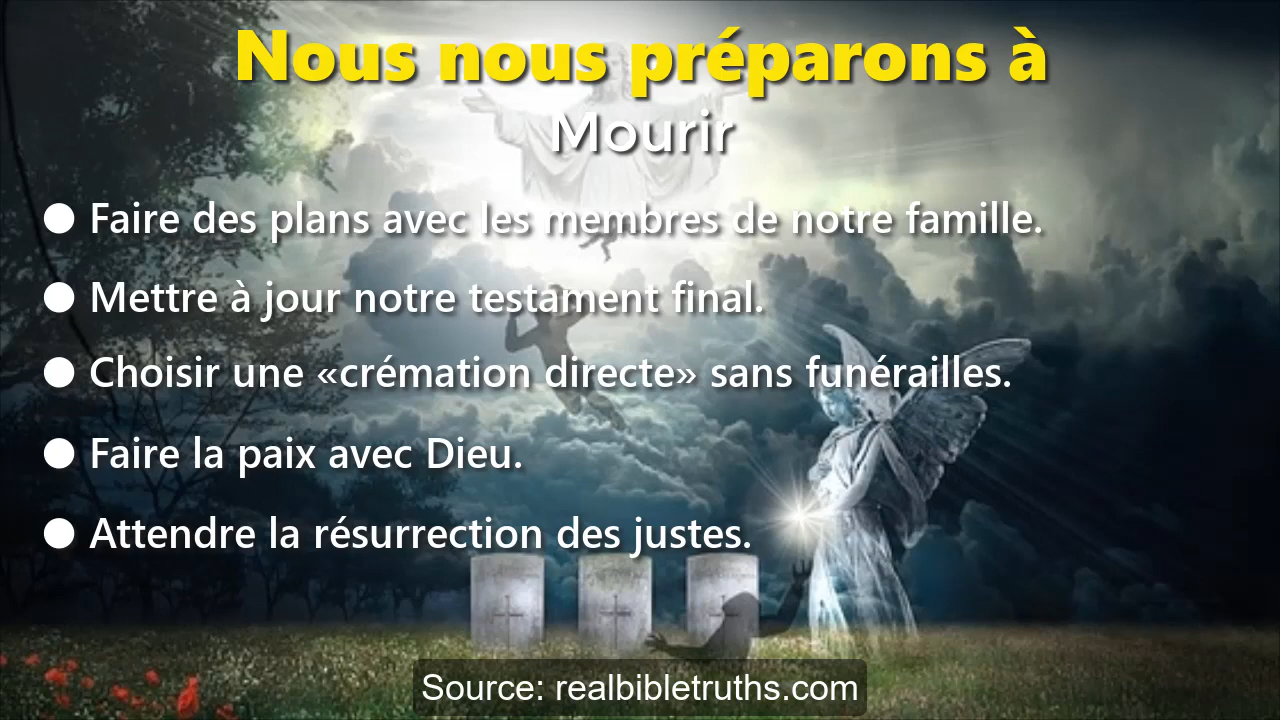 Nous nous préparons à
Mourir
● Faire des plans avec les membres de notre famille.
● Mettre à jour notre testament final.
● Choisir une «crémation directe» sans funérailles.
● Faire la paix avec Dieu.
● Attendre la résurrection des justes.
Source: realbibletruths.com